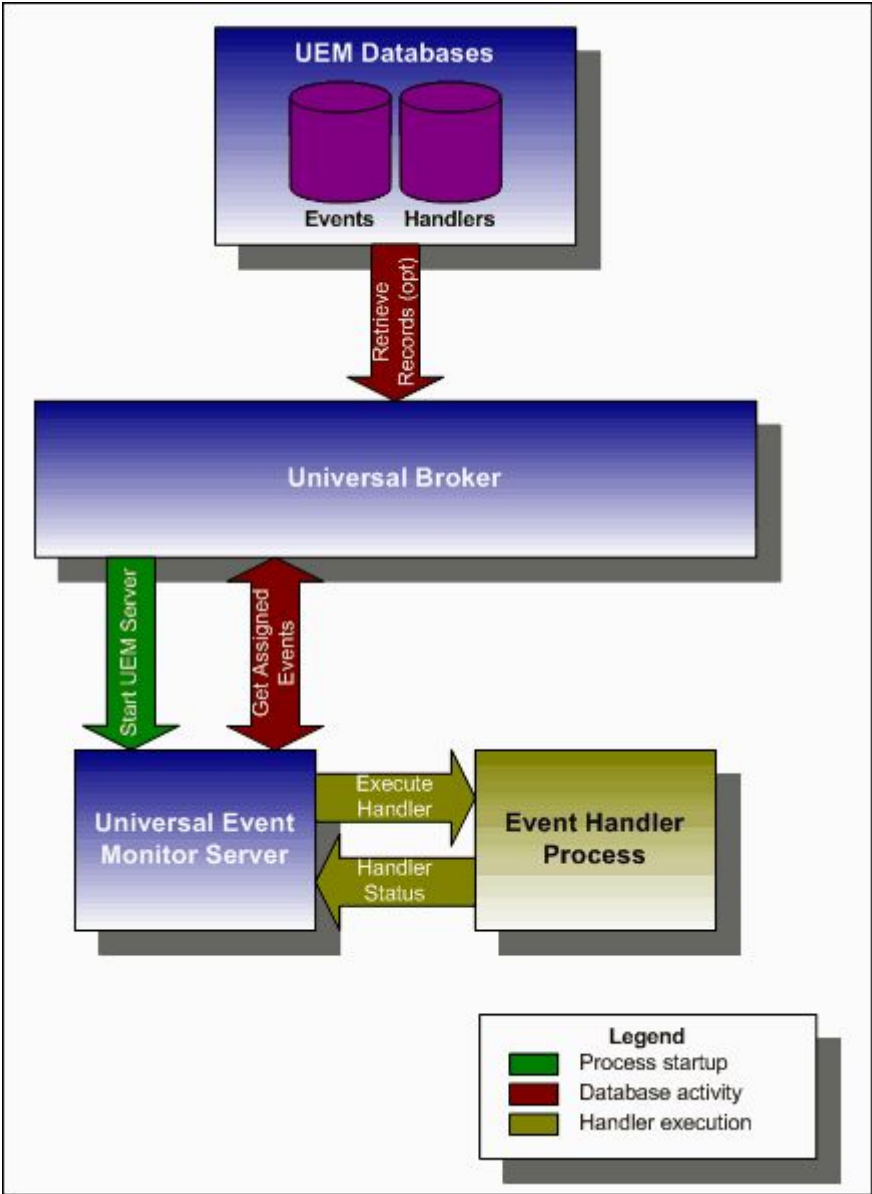 UEM Databases
Events Handlers
Retrieve
Records (opt)
Universal Broker
Start UEM Server
Get Assigned
Events
Universal Event
Monitor Server
Execute
Handler
Handler
Status
Event Handler
Process
Legend
Process startup
Database activity
Handler execution